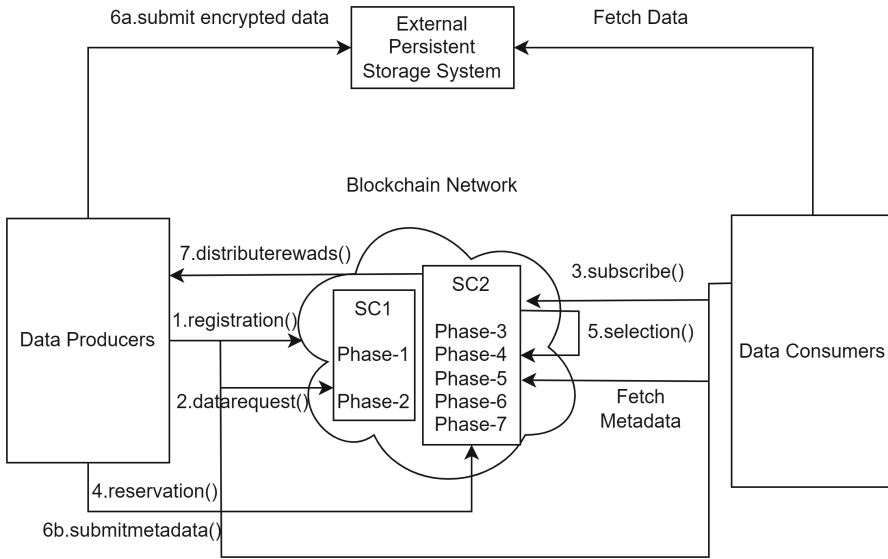 6a.submit encrypted data
External
Persistent
Storage System
Fetch Data
Blockchain Network
7.distributerewads()
SC2
3.subscribe()
SC1
1.registration()
Phase-3
5.selection()
Data Producers
Phase-1
Phase-4
Data Consumers
Phase-5
2.datarequest()
Phase-2
Phase-6
Fetch
Metadata
Phase-7
4.reservation()
6b.submitmetadata()